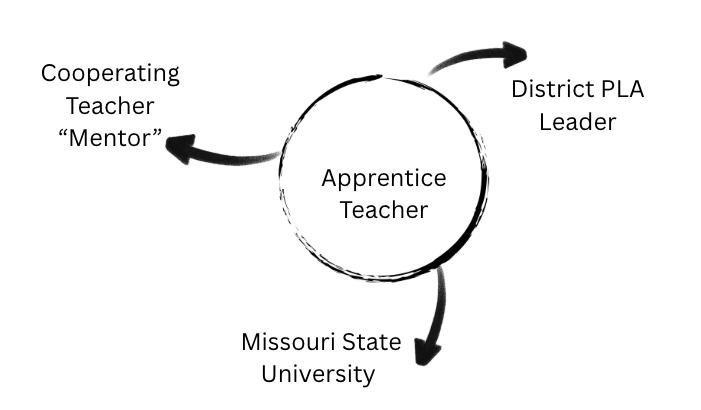 Cooperating
Teacher
“Mentor”
District PLA
Leader
Apprentice
Teacher
Missouri State
University